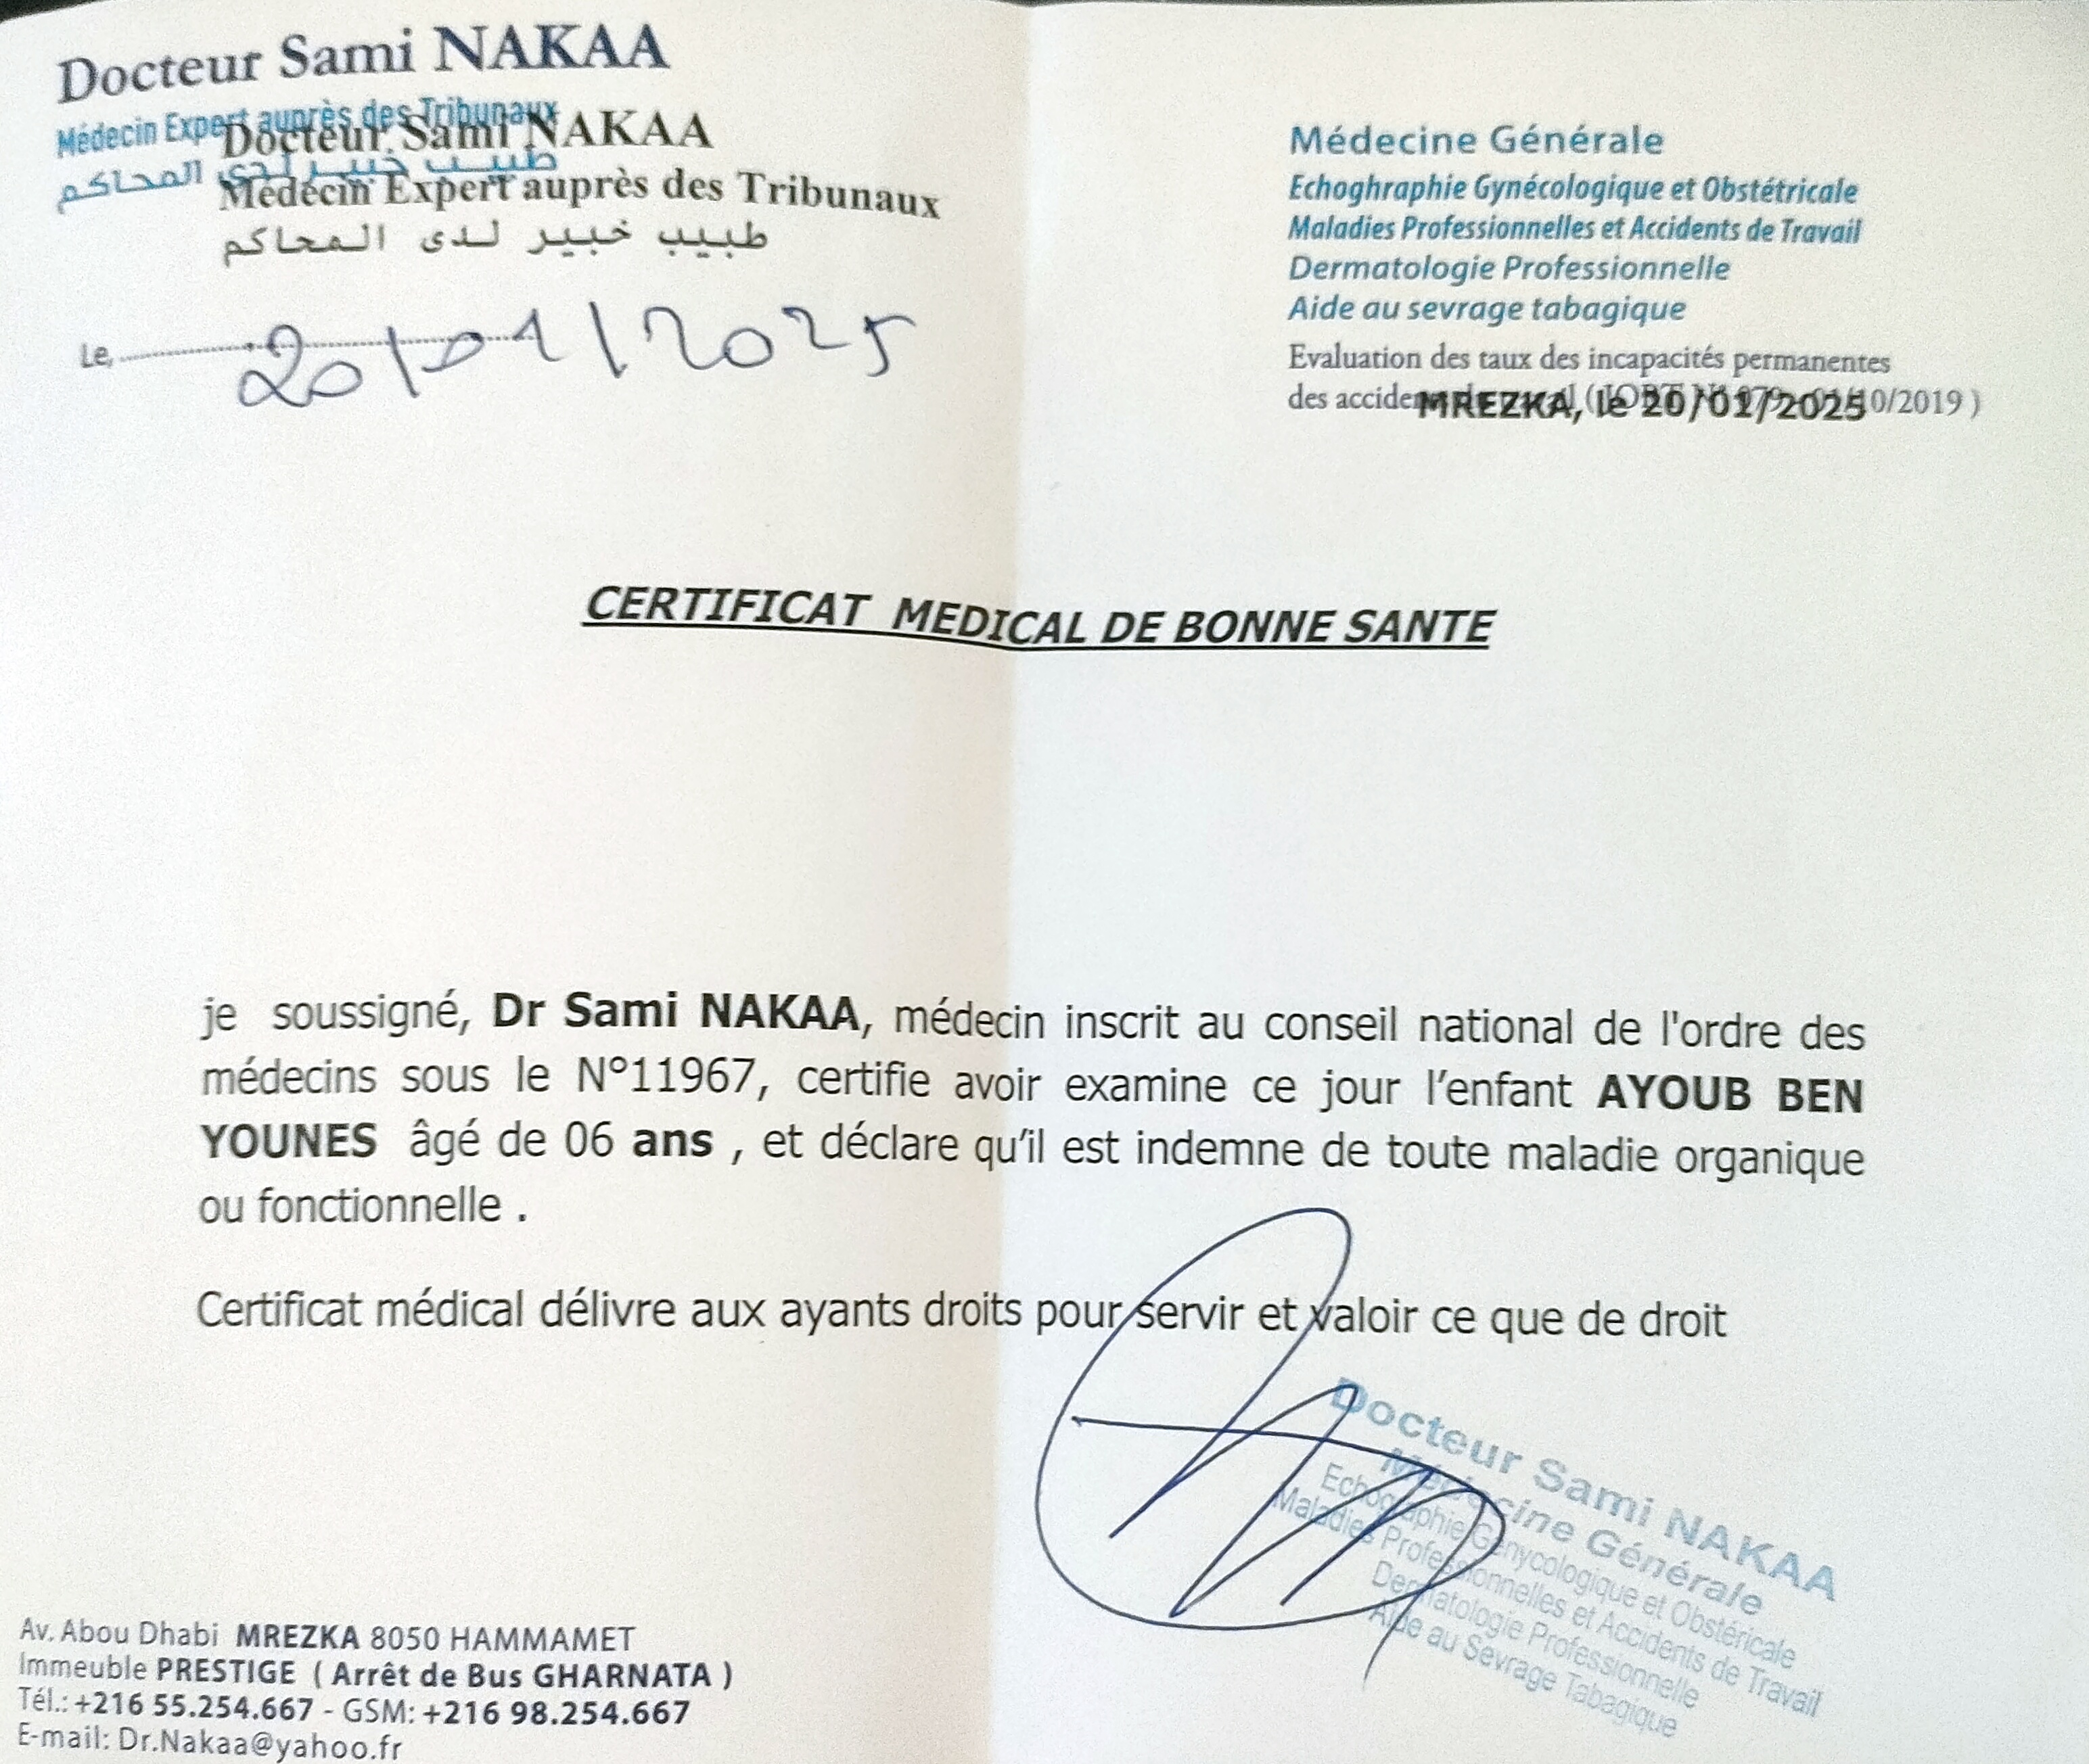 Docteur Sami NAKAA
Médecin Expert auprès des Tribunaux
طبيب خبير لدى المحاكم
Docteur Sami NAKAA
Médecin Expert auprès des Tribunaux
طبيب خبير لدى المحاكم
Le, 20/01/2025
Médecine Générale
Echoghraphie Gynécologique et Obstétricale
Maladies Professionnelles et Accidents de Travail
Dermatologie Professionnelle
Aide au sevrage tabagique
Evaluation des taux des incapacités permanentes
des accidents 01/10/2019 )
MREZKA, le 20/01/2025
CERTIFICAT MEDICAL DE BONNE SANTE
je soussigné, Dr Sami NAKAA, médecin inscrit au conseil national de l'ordre des
médecins sous le N°11967, certifie avoir examine ce jour l’enfant AYOUB BEN
YOUNES âgé de 06 ans , et déclare qu’il est indemne de toute maladie organique
ou fonctionnelle .
Certificat médical délivre aux ayants droits pour servir et valoir ce que de droit
Docteur Sami NAKAA
Médecine Générale
Echographie Génycologique et Obstéricale
Maladies Professionnelles et Accidents de Travail
Dermatologie Professionnelle
Aide au Sevrage Tabagique
Av. Abou Dhabi MREZKA 8050 HAMMAMET
Immeuble PRESTIGE ( Arrêt de Bus GHARNATA )
Tél.: +216 55.254.667 - GSM: +216 98.254.667
E-mail: Dr.Nakaa@yahoo.fr